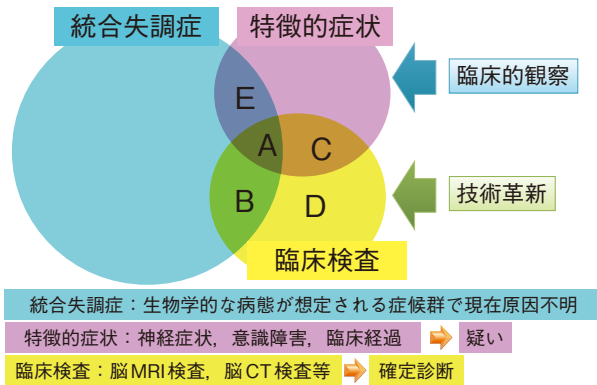 統合失調症
特徴的症状
臨床的観察
E
A
C
B
D
技術革新
臨床検査
統合失調症：生物学的な病態が想定される症候群で現在原因不明
特徴的症状：神経症状，意識障害，臨床経過 疑い
臨床検査：脳MRI検査，脳CT検査等 確定診断